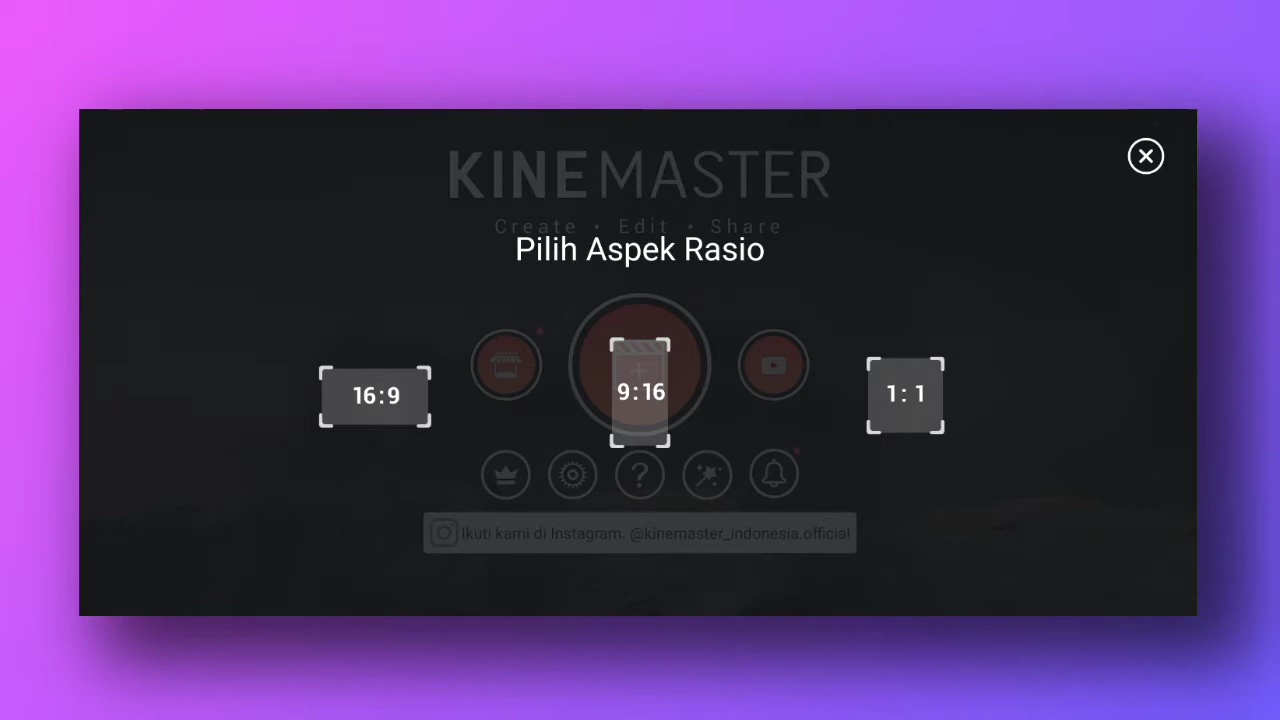 KINEMASTER
Create • Edit • Share
Pilih Aspek Rasio
16:9
9:16
1:1
?
Ikuti kami di Instagram. @kinemaster_indonesia.official